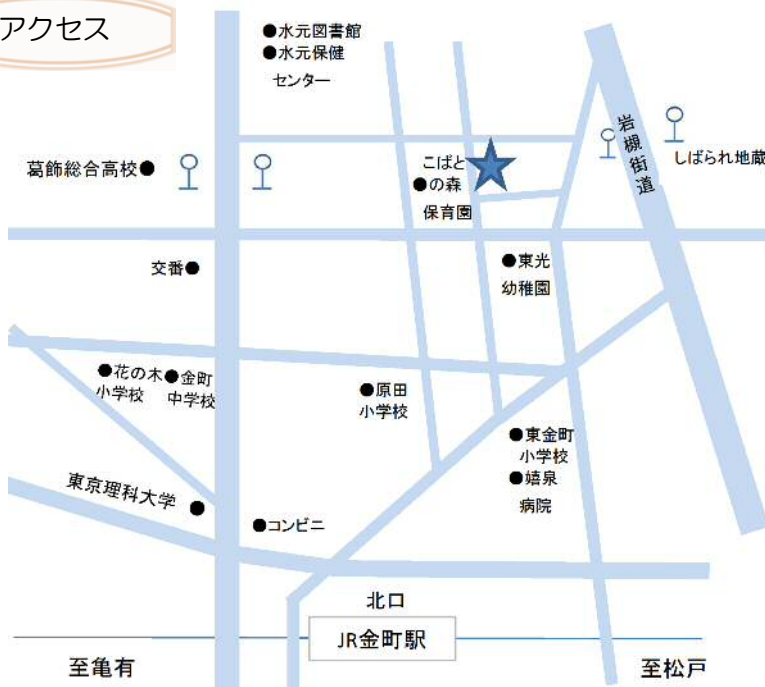 アクセス
●水元図書館
●水元保健
センター
岩槻街道
しばられ地蔵
葛飾総合高校●
こばと
●の森
保育園
交番●
●東光
幼稚園
●花の木
小学校
●金町
中学校
●原田
小学校
●東金町
小学校
●嬉泉
病院
東京理科大学
●コンビニ
北口
JR金町駅
至亀有
至松戸